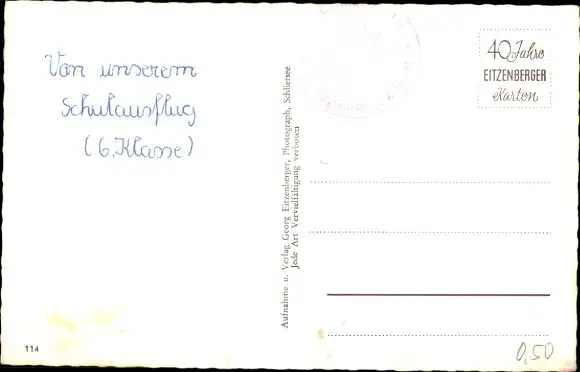 Von unserem
Schulausflug
(6. Klasse)
114
Aufnahme u. Verlag Georg Eitzenberger, Photograph, Schliersee
Jede Art Vervielfältigung verboten
40 Jahre
EITZENBERGER
Karten
0,50